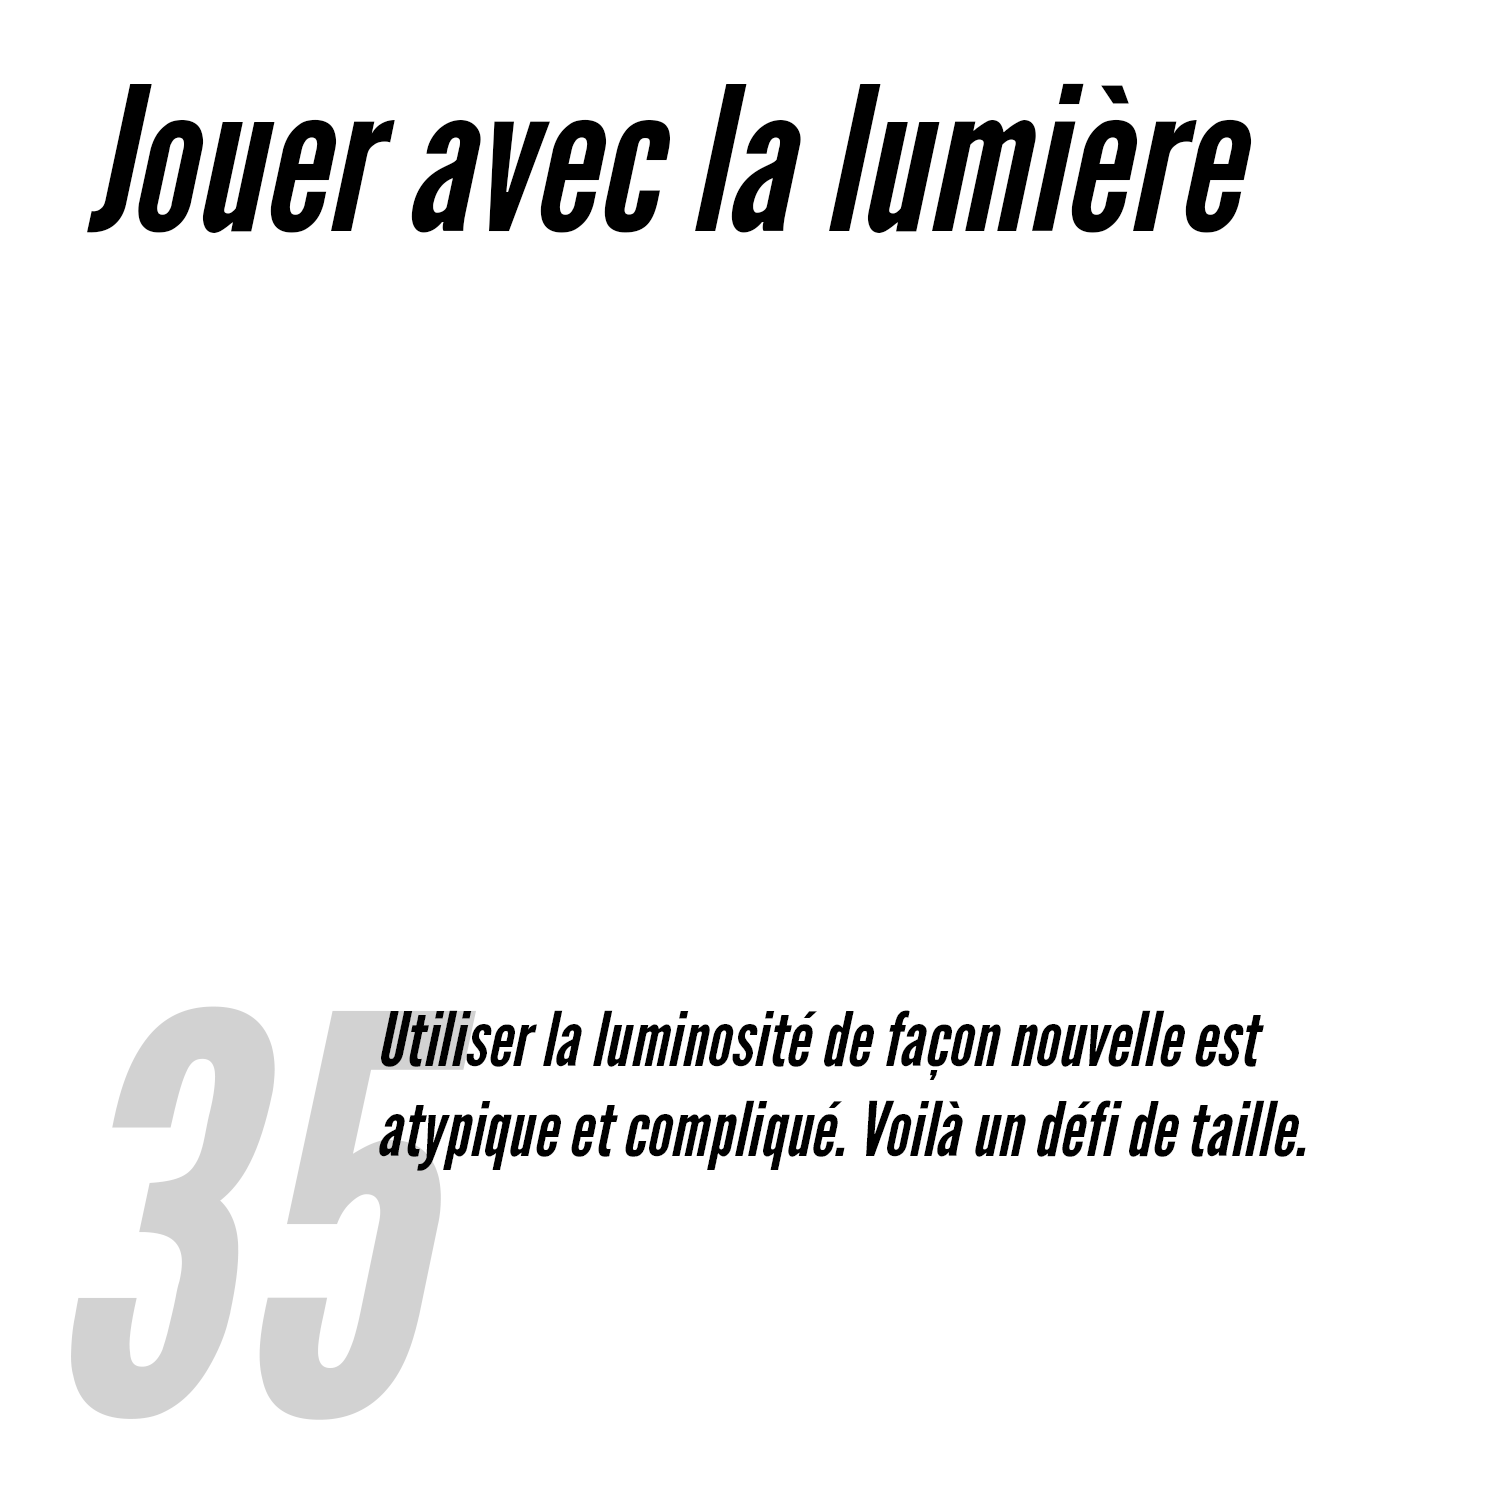 Jouer avec la lumière
35
Utiliser la luminosité de façon nouvelle est
atypique et compliqué. Voilà un défi de taille.